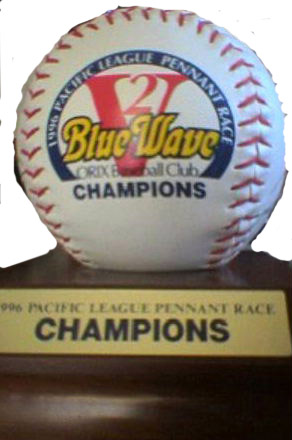 1996 PACIFIC LEAGUE PENNANT RACE
V2
Blue Wave
ORIX Baseball Club
CHAMPIONS
1996 PACIFIC LEAGUE PENNANT RACE
CHAMPIONS